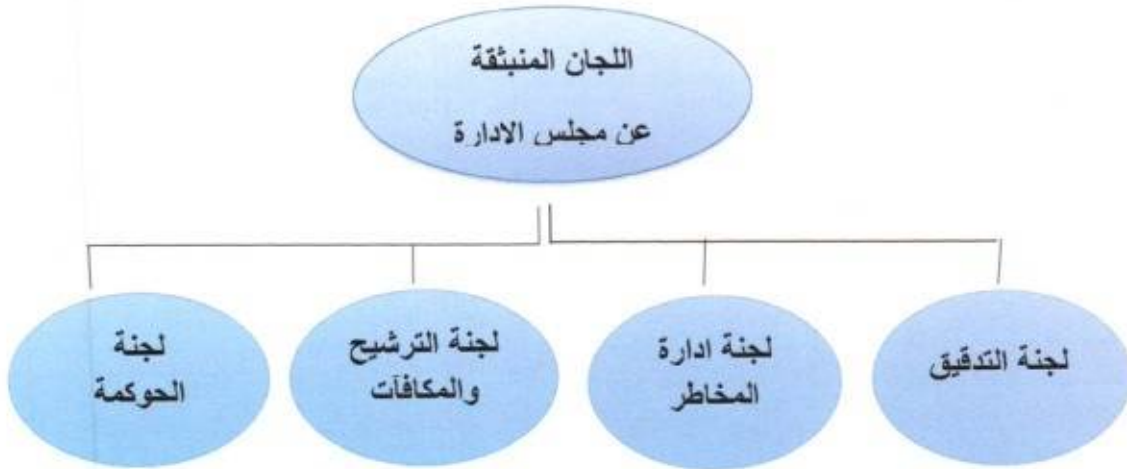 اللجان المنبثقة
عن مجلس الادارة
لجنة التدقيق
لجنة ادارة
المخاطر
لجنة الترشيح
والمكافآت
لجنة
الحوكمة